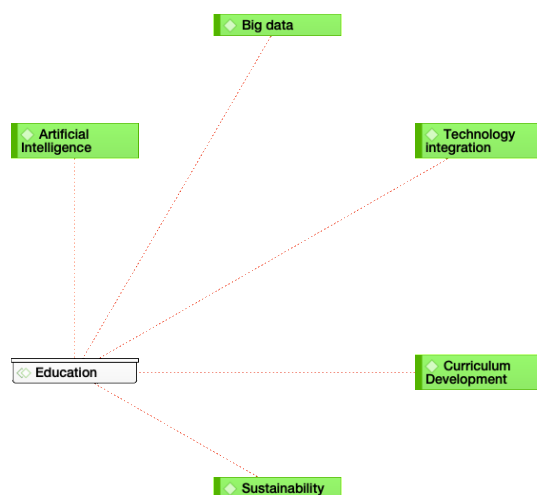 Big data
Artificial
Intelligence
Technology
integration
Education
Curriculum
Development
Sustainability